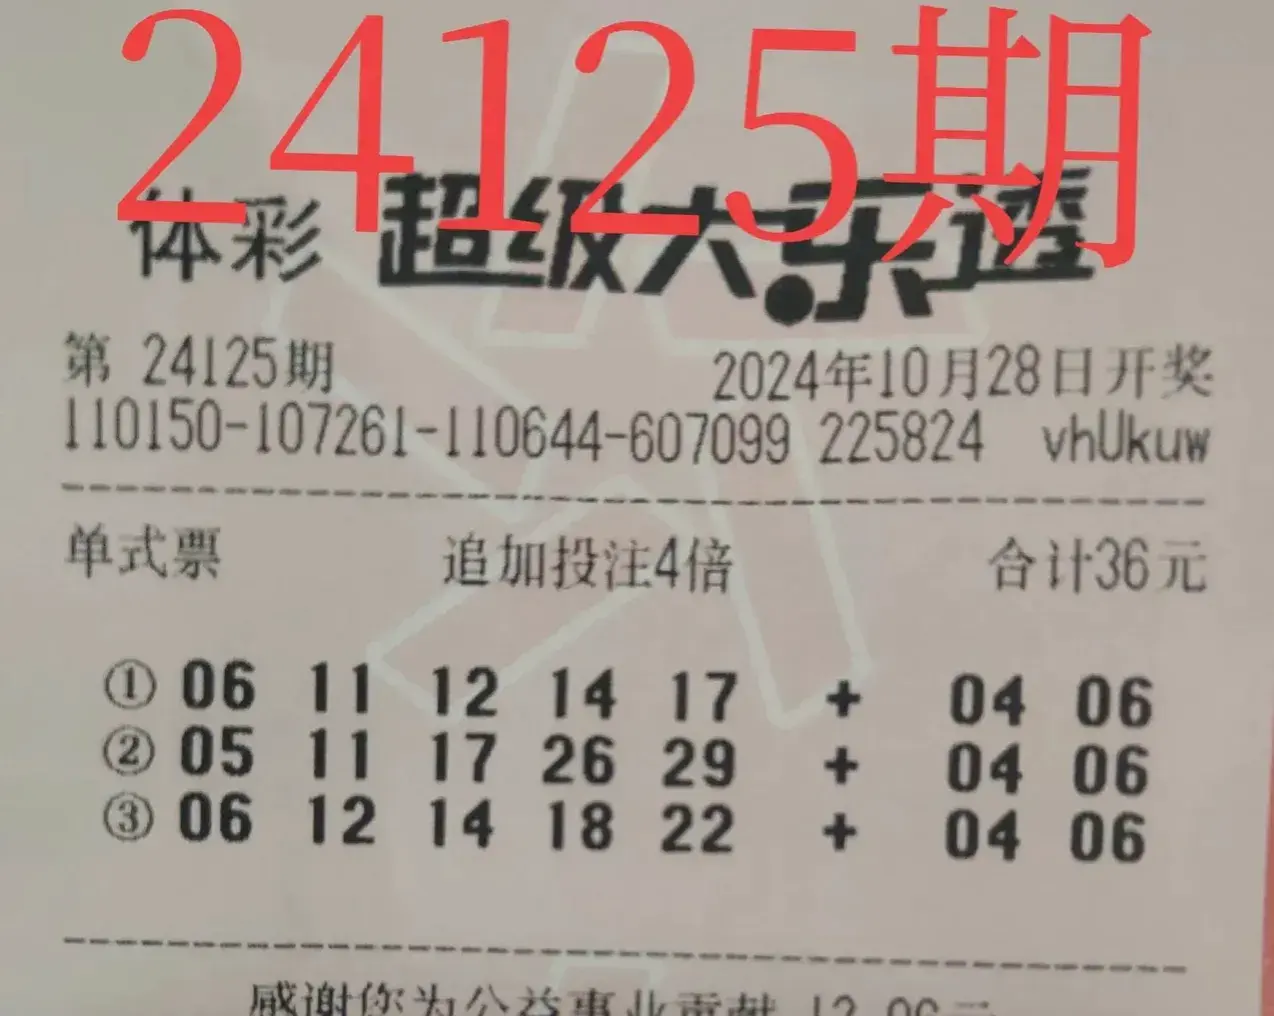 24125期
体彩 超级大乐透
第 24125期 2024年10月28日开奖
110150-107261-110644-607099 225824 vhUkuw
单式票 追加投注4倍 合计36元
① 06 11 12 14 17 + 04 06
② 05 11 17 26 29 + 04 06
③ 06 12 14 18 22 + 04 06
感谢您为公益事业贡献 12.96元